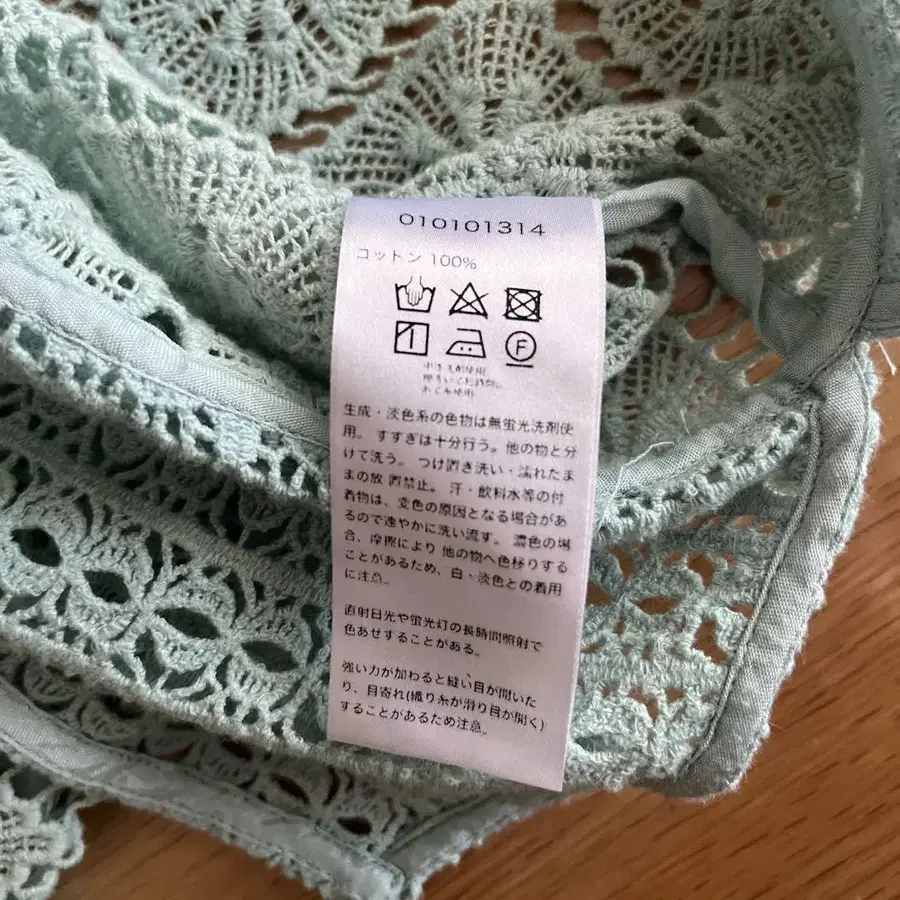 010101314
コットン 100%
F
生成・淡色系の色物は無蛍光洗剤使
用。 すすぎは十分行う。他の物と分
けて洗う。 つけ置き洗い・濡れたま
まの放 置禁止。 汗・飲料水等の付
着物は、変色の原因となる場合があ
るので速やかに洗い流す。 濃色の場
合、摩擦により 他の物へ色移りする
ことがあるため、白・淡色との着用
に注意。
直射日光や蛍光灯の長時間照射で
色あせすることがある。
強い力が加わると縫い目が開いた
り、目寄れ(織り糸が滑り目が開く)
することがあるため注意。